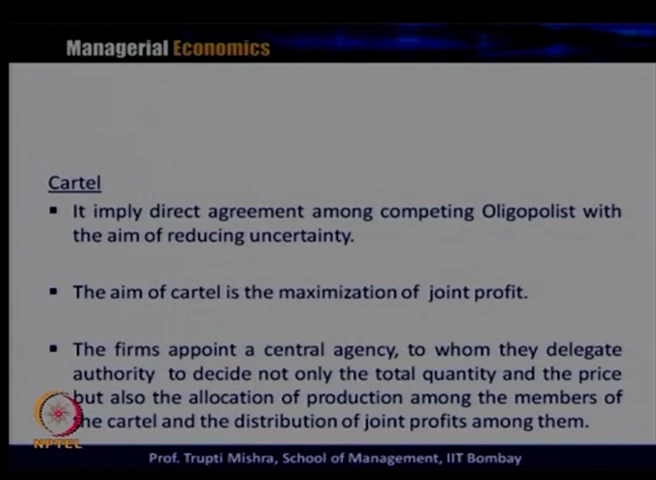 Managerial Economics
Cartel
▪ It imply direct agreement among competing Oligopolist with
the aim of reducing uncertainty.
▪ The aim of cartel is the maximization of joint profit.
▪ The firms appoint a central agency, to whom they delegate
authority to decide not only the total quantity and the price
but also the allocation of production among the members of
the cartel and the distribution of joint profits among them.
NPTEL
Prof. Trupti Mishra, School of Management, IIT Bombay